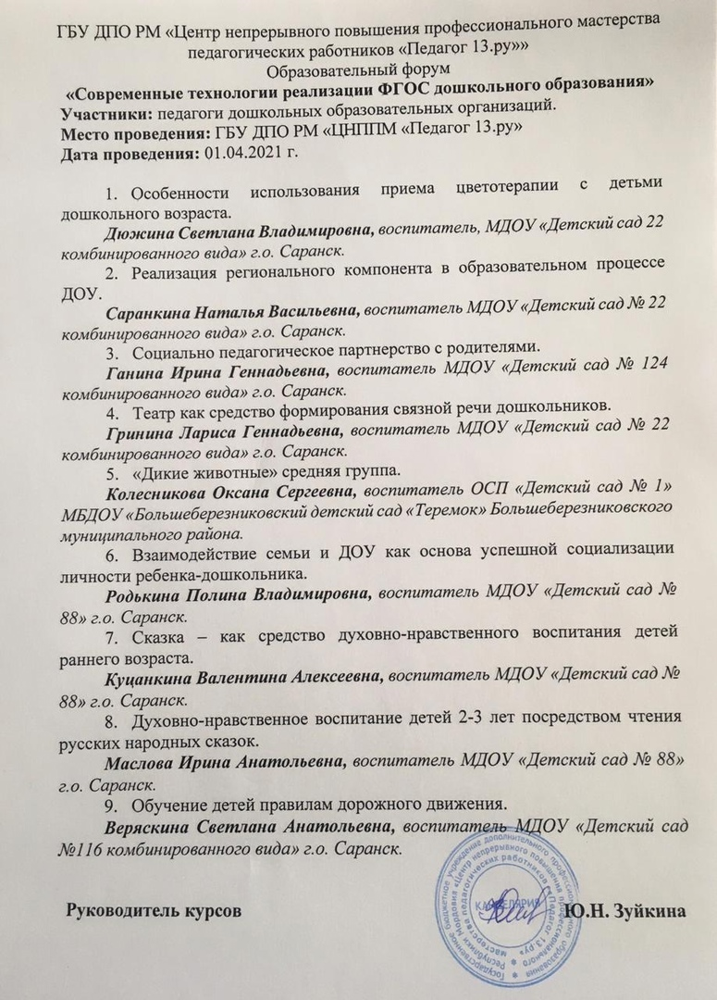 ГБУ ДПО РМ «Центр непрерывного повышения профессионального мастерства
педагогических работников «Педагог 13.ру»»
Образовательный форум
«Современные технологии реализации ФГОС дошкольного образования»
Участники: педагоги дошкольных образовательных организаций.
Место проведения: ГБУ ДПО РМ «ЦНППМ «Педагог 13.ру»
Дата проведения: 01.04.2021 г.
1. Особенности использования приема цветотерапии с детьми
дошкольного возраста.
Дюжина Светлана Владимировна, воспитатель, МДОУ «Детский сад 22
комбинированного вида» г.о. Саранск.
2. Реализация регионального компонента в образовательном процессе
ДОУ.
Саранкина Наталья Васильевна, воспитатель МДОУ «Детский сад № 22
комбинированного вида» г.о. Саранск.
3. Социально педагогическое партнерство с родителями.
Ганина Ирина Геннадьевна, воспитатель МДОУ «Детский сад № 124
комбинированного вида» г.о. Саранск.
4. Театр как средство формирования связной речи дошкольников.
Гринина Лариса Геннадьевна, воспитатель МДОУ «Детский сад № 22
комбинированного вида» г.о. Саранск.
5. «Дикие животные» средняя группа.
Колесникова Оксана Сергеевна, воспитатель ОСП «Детский сад № 1»
МБДОУ «Большеберезниковский детский сад «Теремок» Большеберезниковского
муниципального района.
6. Взаимодействие семьи и ДОУ как основа успешной социализации
личности ребенка-дошкольника.
Родькина Полина Владимировна, воспитатель МДОУ «Детский сад №
88» г.о. Саранск.
7. Сказка – как средство духовно-нравственного воспитания детей
раннего возраста.
Куцанкина Валентина Алексеевна, воспитатель МДОУ «Детский сад №
88» г.о. Саранск.
8. Духовно-нравственное воспитание детей 2-3 лет посредством чтения
русских народных сказок.
Маслова Ирина Анатольевна, воспитатель МДОУ «Детский сад № 88»
г.о. Саранск.
9. Обучение детей правилам дорожного движения.
Веряскина Светлана Анатольевна, воспитатель МДОУ «Детский сад
№116 комбинированного вида» г.о. Саранск.
Руководитель курсов
Ю.Н. Зуйкина
Государственное бюджетное учреждение дополнительного профессионального образования
Республики Мордовия «Центр непрерывного повышения профессионального
мастерства педагогических работников «Педагог 13.ру»
КАНЦЕЛЯРИЯ